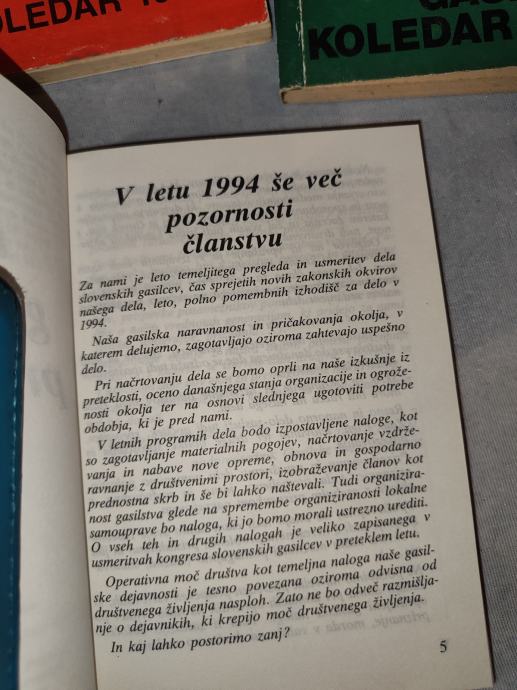 OLEDAR 19
GAS
KOLEDAR
V letu 1994 še več
pozornosti
članstvu
Za nami je leto temeljitega pregleda in usmeritev dela
slovenskih gasilcev, čas sprejetih novih zakonskih okvirov
našega dela, leto, polno pomembnih izhodišč za delo v
1994.
Naša gasilska naravnanost in pričakovanja okolja, v
katerem delujemo, zagotavljajo oziroma zahtevajo uspešno
delo.
Pri načrtovanju dela se bomo oprli na naše izkušnje iz
preteklosti, oceno današnjega stanja organizacije in ogrože-
nosti okolja ter na osnovi slednjega ugotoviti potrebe
obdobja, ki je pred nami.
V letnih programih dela bodo izpostavljene naloge, kot
so zagotavljanje materialnih pogojev, načrtovanje vzdrže-
vanja in nabave nove opreme, obnova in gospodarno
ravnanje z društvenimi prostori, izobraževanje članov kot
prednostna skrb in še bi lahko naštevali. Tudi organizira-
nost gasilstva glede na spremembe organiziranosti lokalne
samouprave bo naloga, ki jo bomo morali ustrezno urediti.
O vseh teh in drugih nalogah je veliko zapisanega v
usmeritvah kongresa slovenskih gasilcev v preteklem letu.
Operativna moč društva kot temeljna naloga naše gasil-
ske dejavnosti je tesno povezana oziroma odvisna od
društvenega življenja nasploh. Zato ne bo odveč razmišlja-
nje o dejavnikih, ki krepijo moč društvenega življenja.
In kaj lahko postorimo zanj?
5